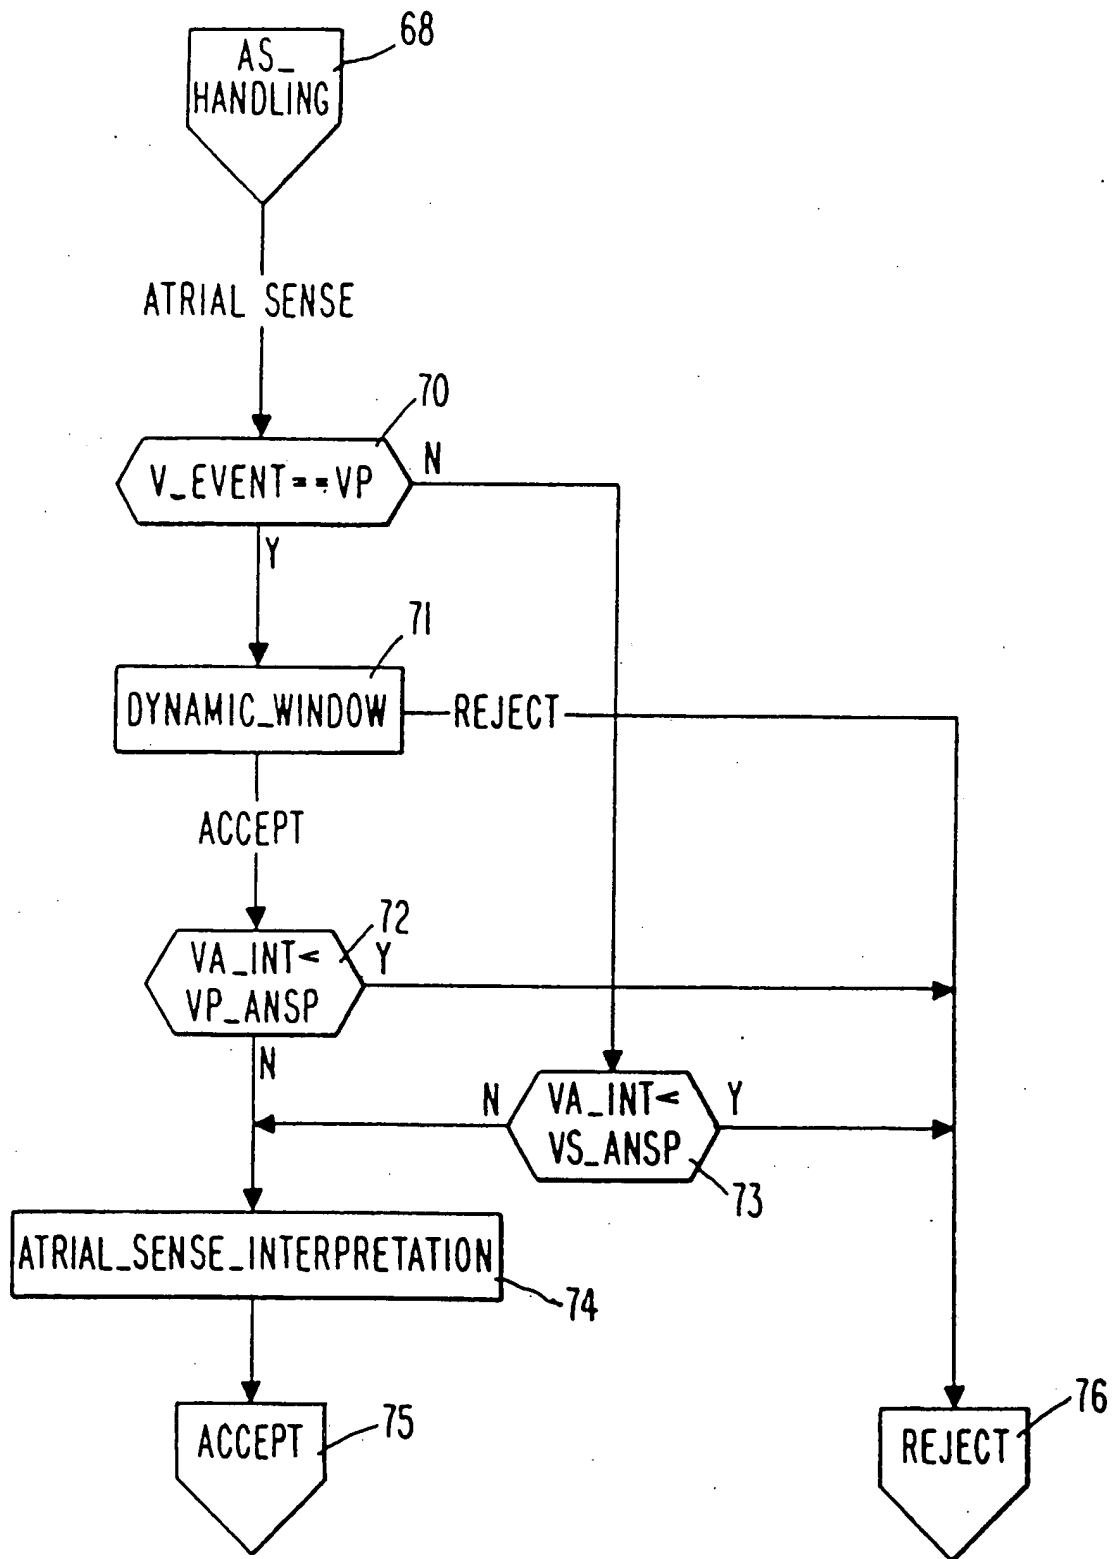 68
AS_
HANDLING
ATRIAL SENSE
70
V_EVENT==VP
N
Y
71
DYNAMIC_WINDOW
REJECT
ACCEPT
72
VA_INT<
VP_ANSP
Y
N
N
VA_INT<
VS_ANSP
Y
73
ATRIAL_SENSE_INTERPRETATION
74
ACCEPT
75
REJECT
76